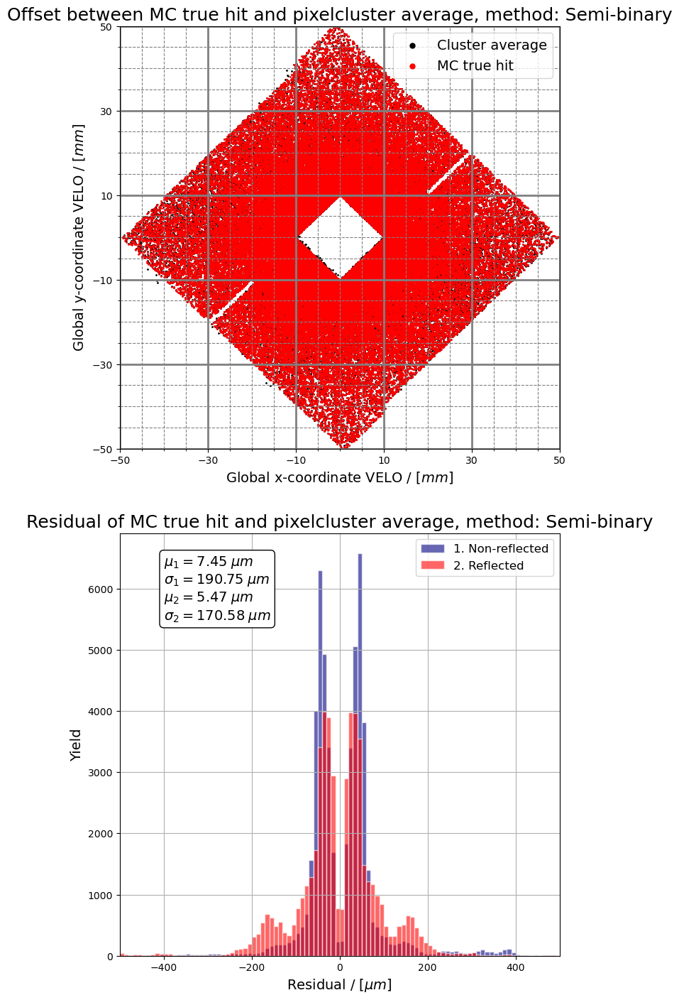 Offset between MC true hit and pixelcluster average, method: Semi-binary
50
30
10
−10
−30
−50
Global y-coordinate VELO / [mm]
Cluster average
MC true hit
−50 −30 −10 10 30 50
Global x-coordinate VELO / [mm]
Residual of MC true hit and pixelcluster average, method: Semi-binary
μ1 = 7.45 μm
σ1 = 190.75 μm
μ2 = 5.47 μm
σ2 = 170.58 μm
1. Non-reflected
2. Reflected
6000
5000
4000
3000
2000
1000
0
Yield
−400 −200 0 200 400
Residual / [μm]